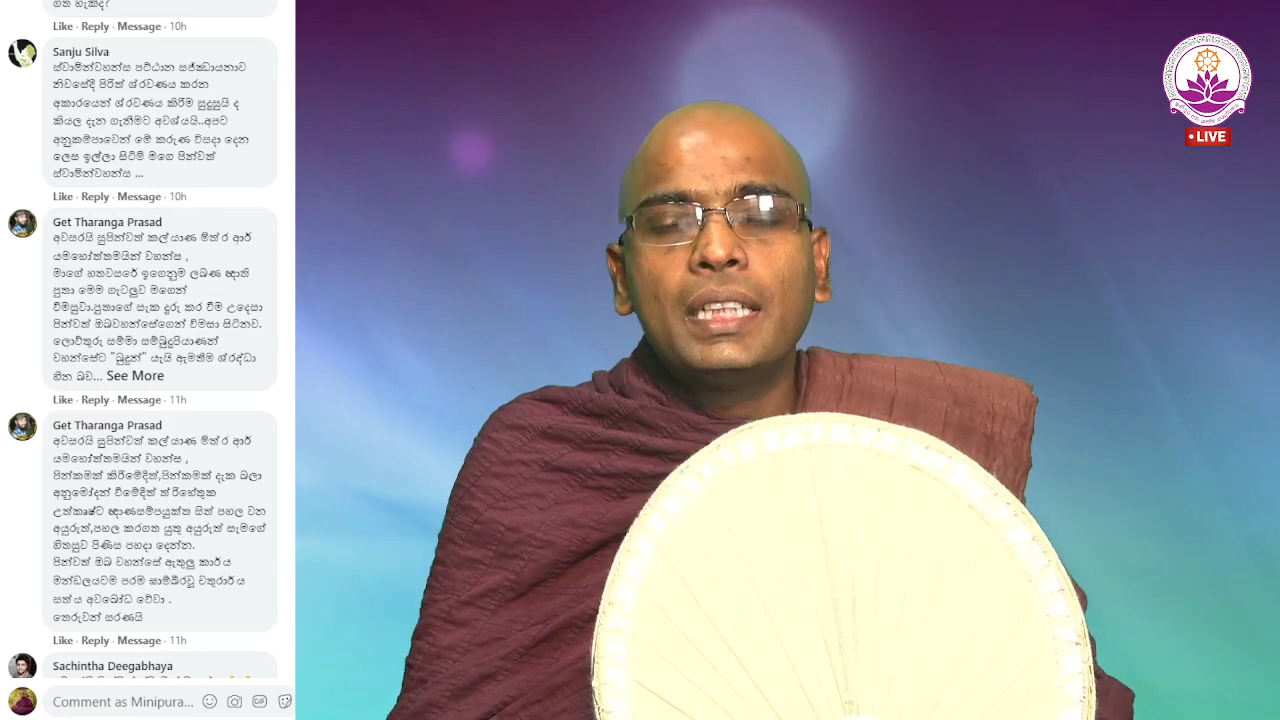 ගත හැකිද?
Like · Reply · Message · 10h
Sanju Silva
ස්වාමින්වහන්ස පට්ඨාන සජ්ඣායනාව
නිවසේදී පිරිත් ශ්‍රවණය කරන
අකාරයෙන් ශ්‍රවණය කිරීම සුදුසුයි ද
කියල දැන ගැනීමට අවශ්‍යයි..අපට
අනුකම්පාවෙන් මේ කරුණ විසදා දෙන
ලෙස ඉල්ලා සිටිමි මගෙ පින්වත්
ස්වාමින්වහන්ස ...
Like · Reply · Message · 10h
Get Tharanga Prasad
අවසරයි සුපින්වත් කල්‍යාණ මිත්‍ර ආර්
යමහෝත්තමයින් වහන්ස ,
මාගේ හතවසරේ ඉගෙනුම ලබණ ඥාති
පුතා මෙම ගැටලුව මගෙන්
විමසුවා.පුතාගේ සැක දුරු කර වීම උදෙසා
පින්වත් ඔබවහන්සේගෙන් විමසා සිටිනව.
ලොව්තුරු සම්මා සම්බුදුපියාණන්
වහන්සේට "බුදුන්" යැයි ඇමතීම ශ්‍රද්ධා
හීන බව... See More
Like · Reply · Message · 11h
Get Tharanga Prasad
අවසරයි සුපින්වත් කල්‍යාණ මිත්‍ර ආර්
යමහෝත්තමයින් වහන්ස ,
පින්කමක් කිරීමේදීත්,පින්කමක් දැක බලා
අනුමෝදන් වීමේදීත් ත්‍රිහේතුක
උත්කෘෂ්ට ඥාණසම්පයුක්ත සිත් පහල වන
අයුරුත්,පහල කරගත යුතු අයුරුත් සැමගේ
හිතසුව පිණිස පහදා දෙන්න.
පින්වත් ඔබ වහන්සේ ඇතුලු කාර්ය
මන්ඩලයටම පරම ගාම්භීරවූ චතුරාර්ය
සත්‍ය අවබෝධ වේවා .
තෙරුවන් සරණයි
Like · Reply · Message · 11h
Sachintha Deegabhaya
Comment as Minipura...
GIF
LIVE